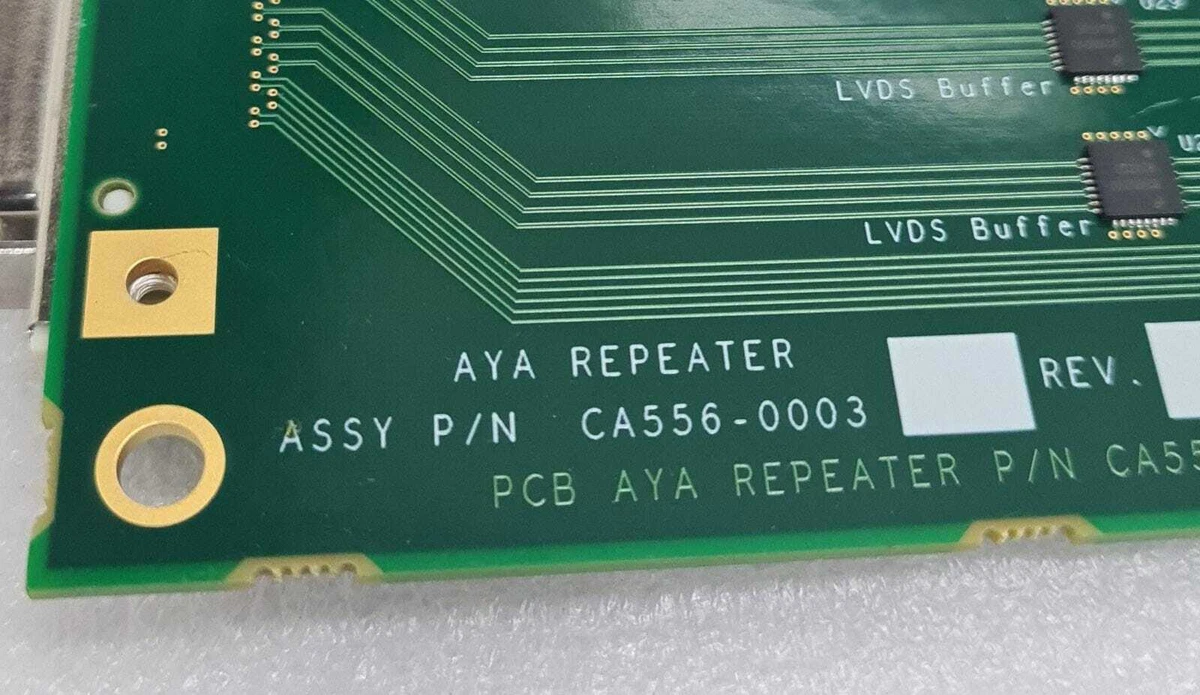 LVDS Buffer
LVDS Buffer
AYA REPEATER
ASSY P/N CA556-0003 REV.
PCB AYA REPEATER P/N CA55